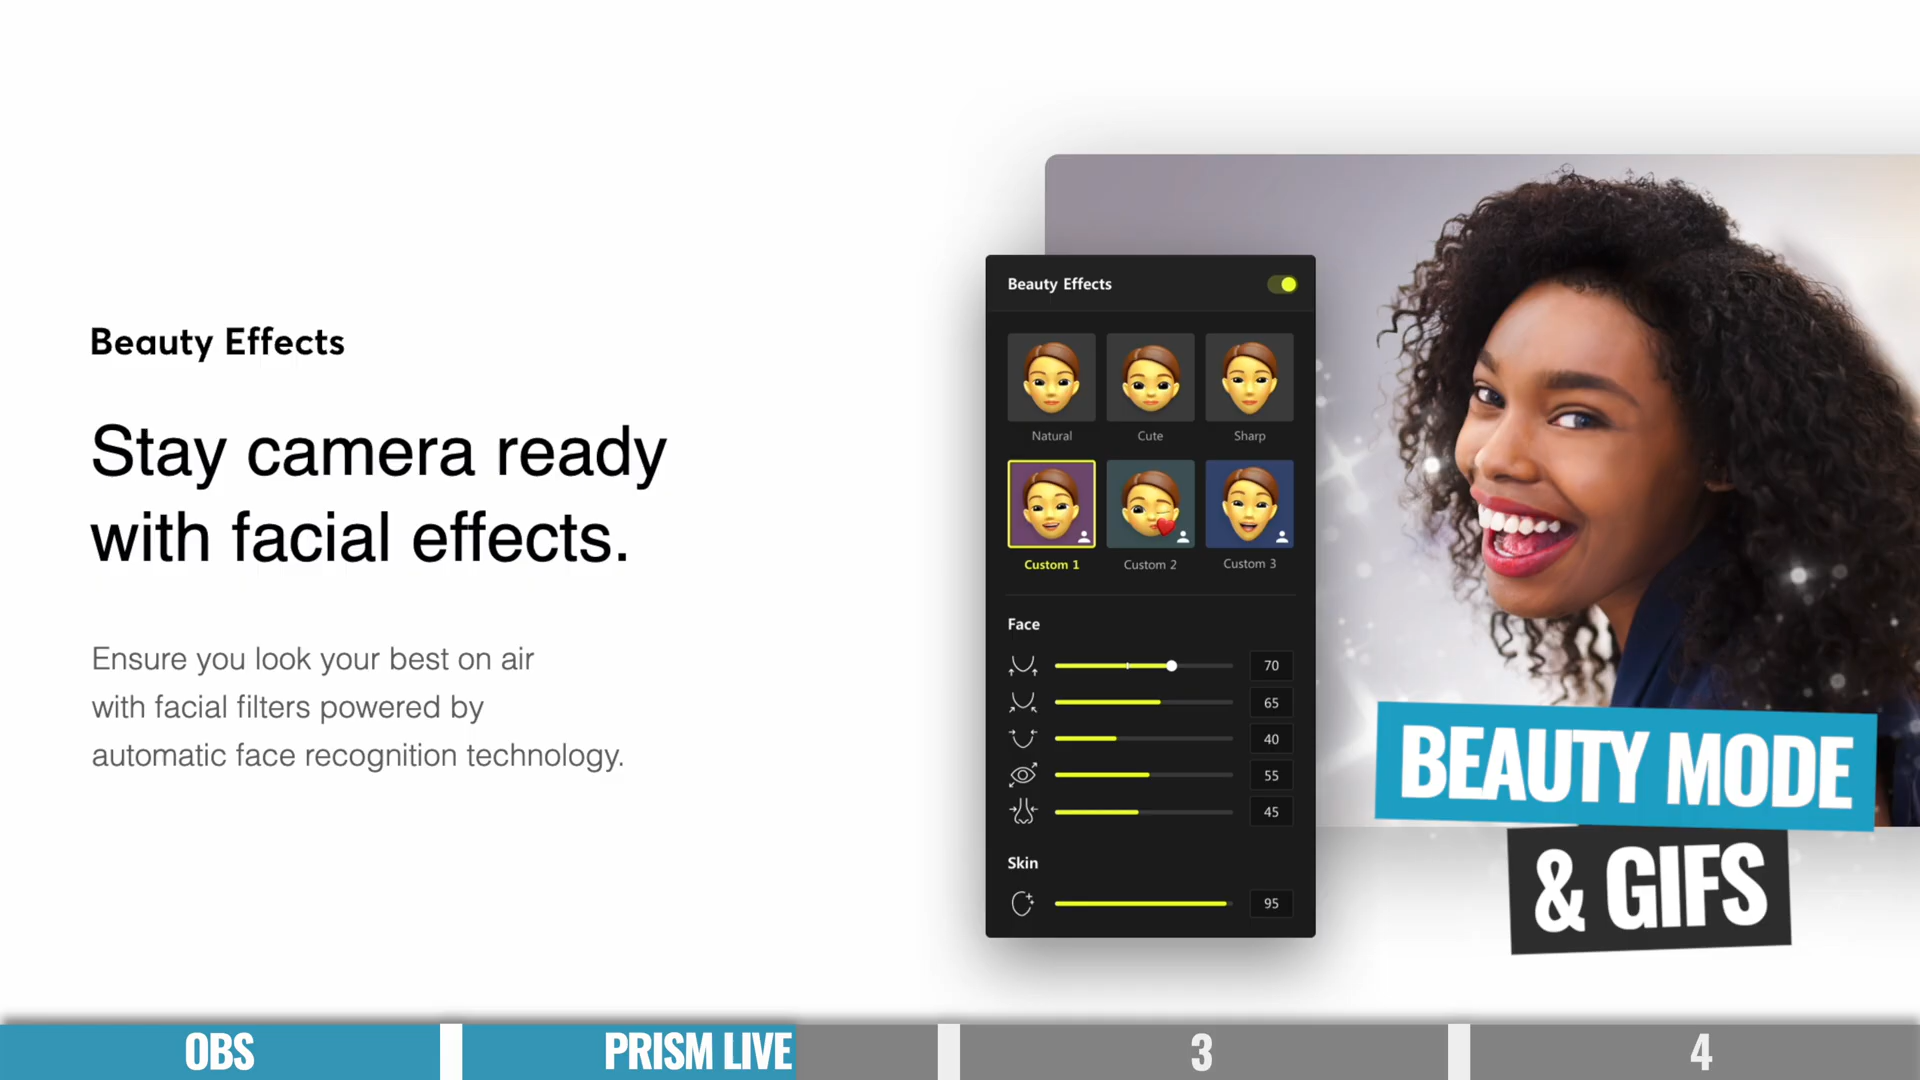 Beauty Effects
Stay camera ready
with facial effects.
Ensure you look your best on air
with facial filters powered by
automatic face recognition technology.
Beauty Effects
Natural
Cute
Sharp
Custom 1
Custom 2
Custom 3
Face
70
65
40
55
45
Skin
95
BEAUTY MODE
& GIFS
OBS
PRISM LIVE
3
4